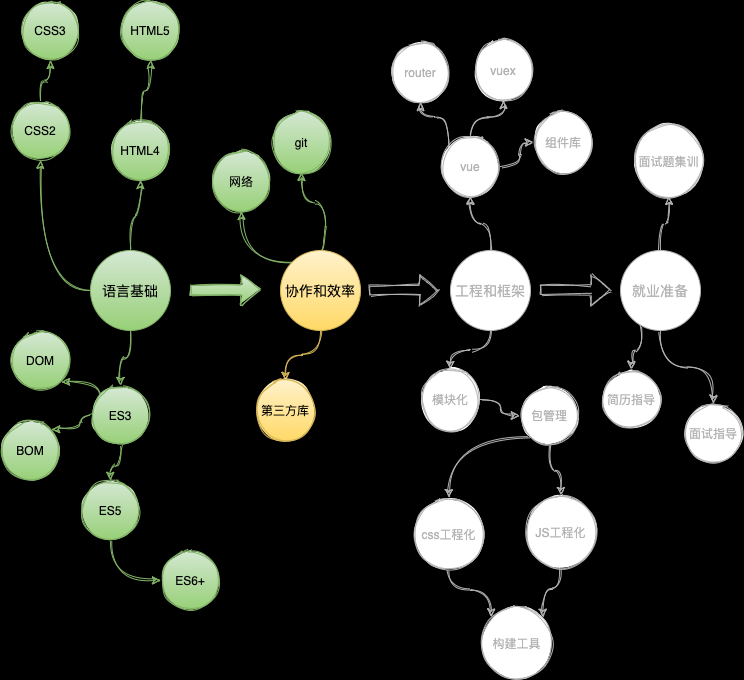 CSS3
HTML5
CSS2
HTML4
git
网络
router
vuex
vue
组件库
面试题集训
语言基础
协作和效率
工程和框架
就业准备
DOM
ES3
BOM
ES5
ES6+
第三方库
模块化
包管理
css工程化
JS工程化
构建工具
简历指导
面试指导